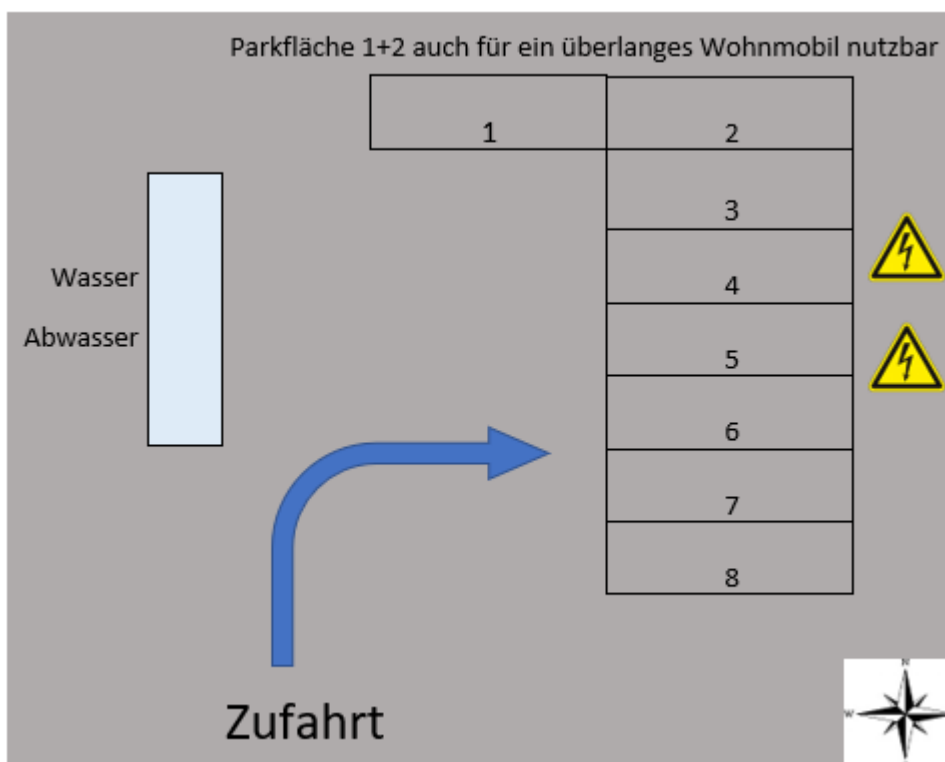 Parkfläche 1+2 auch für ein überlanges Wohnmobil nutzbar
1
2
3
Wasser
4
Abwasser
5
6
7
8
Zufahrt
N
W